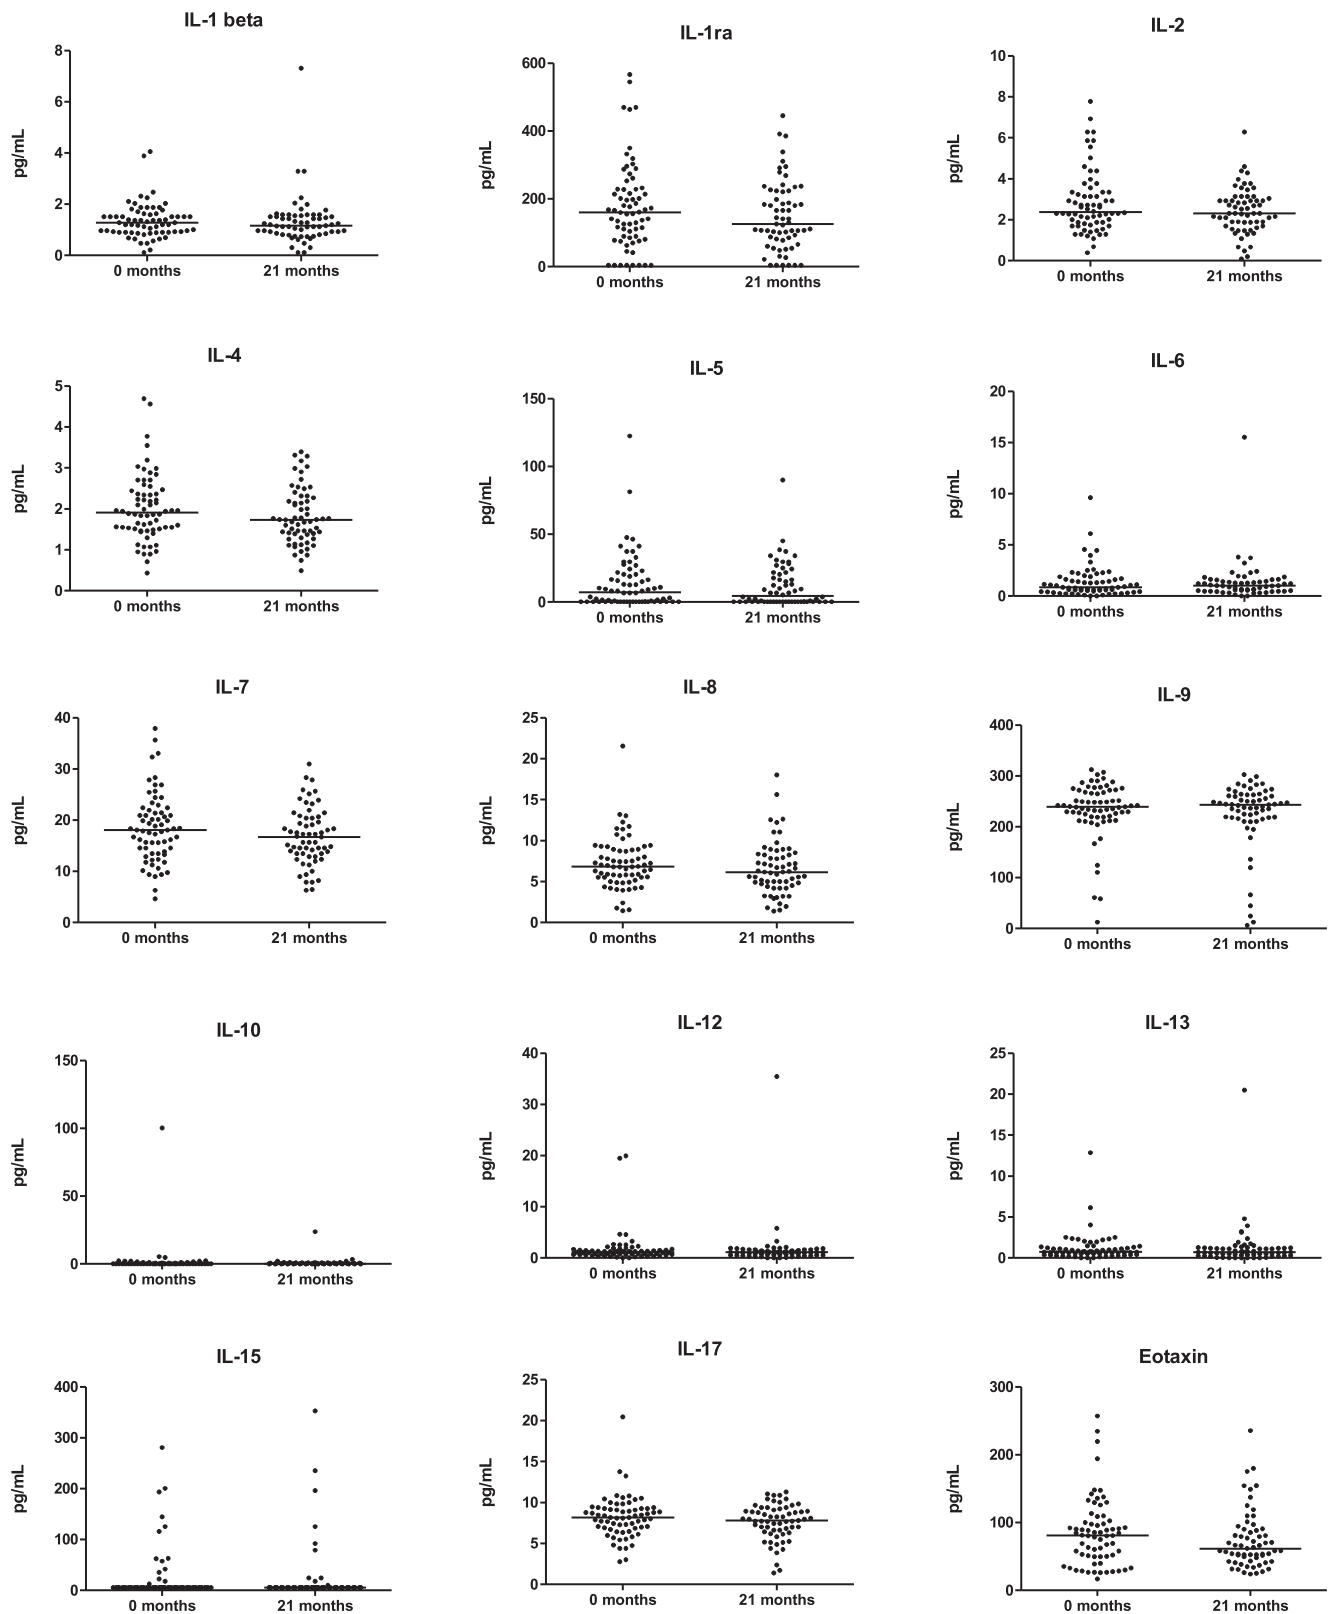 IL-1 beta
8
6
4
2
0
pg/mL
0 months 21 months
IL-1ra
600
400
200
0
pg/mL
0 months 21 months
IL-2
10
8
6
4
2
0
pg/mL
0 months 21 months
IL-4
5
4
3
2
1
0
pg/mL
0 months 21 months
IL-5
150
100
50
0
pg/mL
0 months 21 months
IL-6
20
15
10
5
0
pg/mL
0 months 21 months
IL-7
40
30
20
10
0
pg/mL
0 months 21 months
IL-8
25
20
15
10
5
0
pg/mL
0 months 21 months
IL-9
400
300
200
100
0
pg/mL
0 months 21 months
IL-10
150
100
50
0
pg/mL
0 months 21 months
IL-12
40
30
20
10
0
pg/mL
0 months 21 months
IL-13
25
20
15
10
5
0
pg/mL
0 months 21 months
IL-15
400
300
200
100
0
pg/mL
0 months 21 months
IL-17
25
20
15
10
5
0
pg/mL
0 months 21 months
Eotaxin
300
200
100
0
pg/mL
0 months 21 months